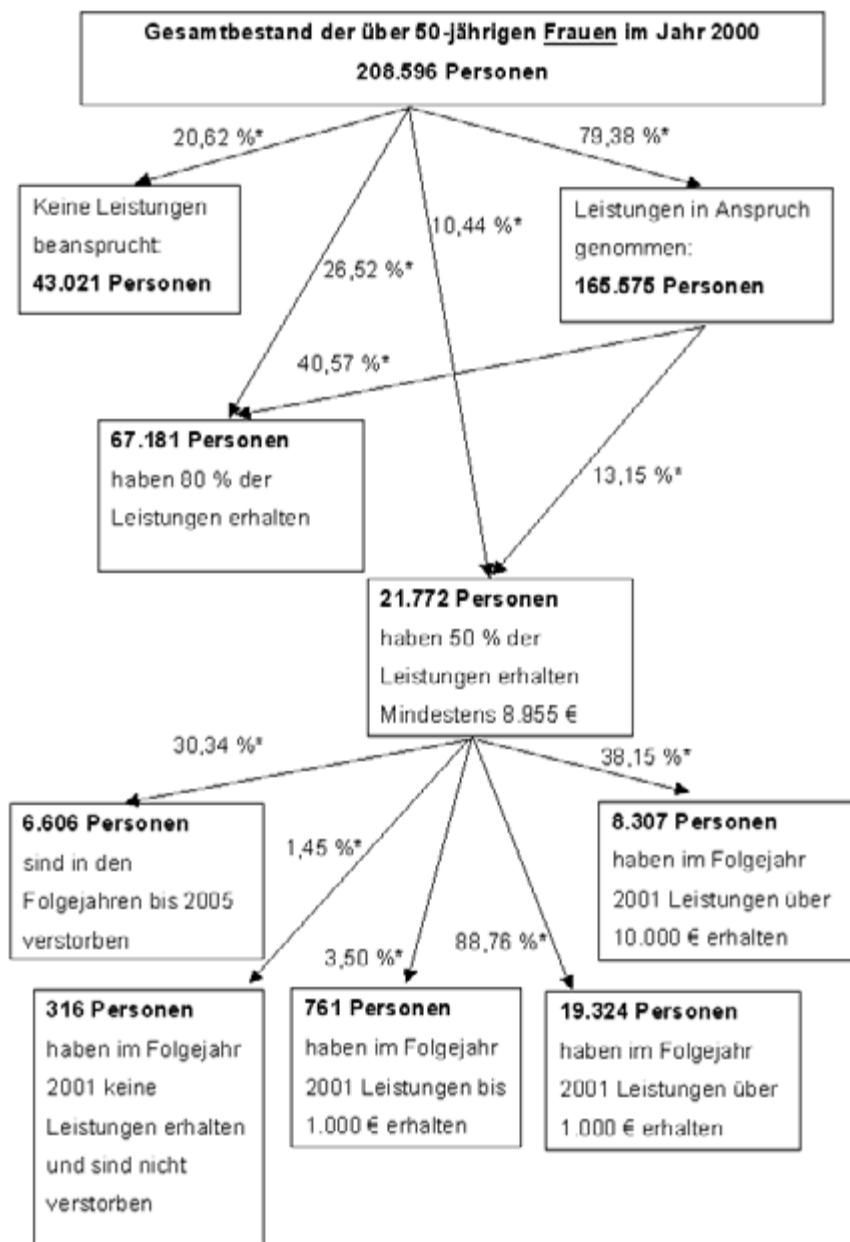 Gesamtbestand der über 50-jährigen Frauen im Jahr 2000
208.596 Personen
20,62 %*
79,38 %*
Keine Leistungen
beansprucht:
43.021 Personen
10,44 %*
26,52 %*
Leistungen in Anspruch
genommen:
165.575 Personen
40,57 %*
67.181 Personen
haben 80 % der
Leistungen erhalten
13,15 %*
21.772 Personen
haben 50 % der
Leistungen erhalten
Mindestens 8.955 €
30,34 %*
38,15 %*
6.606 Personen
sind in den
Folgejahren bis 2005
verstorben
1,45 %*
3,50 %*
88,76 %*
8.307 Personen
haben im Folgejahr
2001 Leistungen über
10.000 € erhalten
316 Personen
haben im Folgejahr
2001 keine
Leistungen erhalten
und sind nicht
verstorben
761 Personen
haben im Folgejahr
2001 Leistungen bis
1.000 € erhalten
19.324 Personen
haben im Folgejahr
2001 Leistungen über
1.000 € erhalten